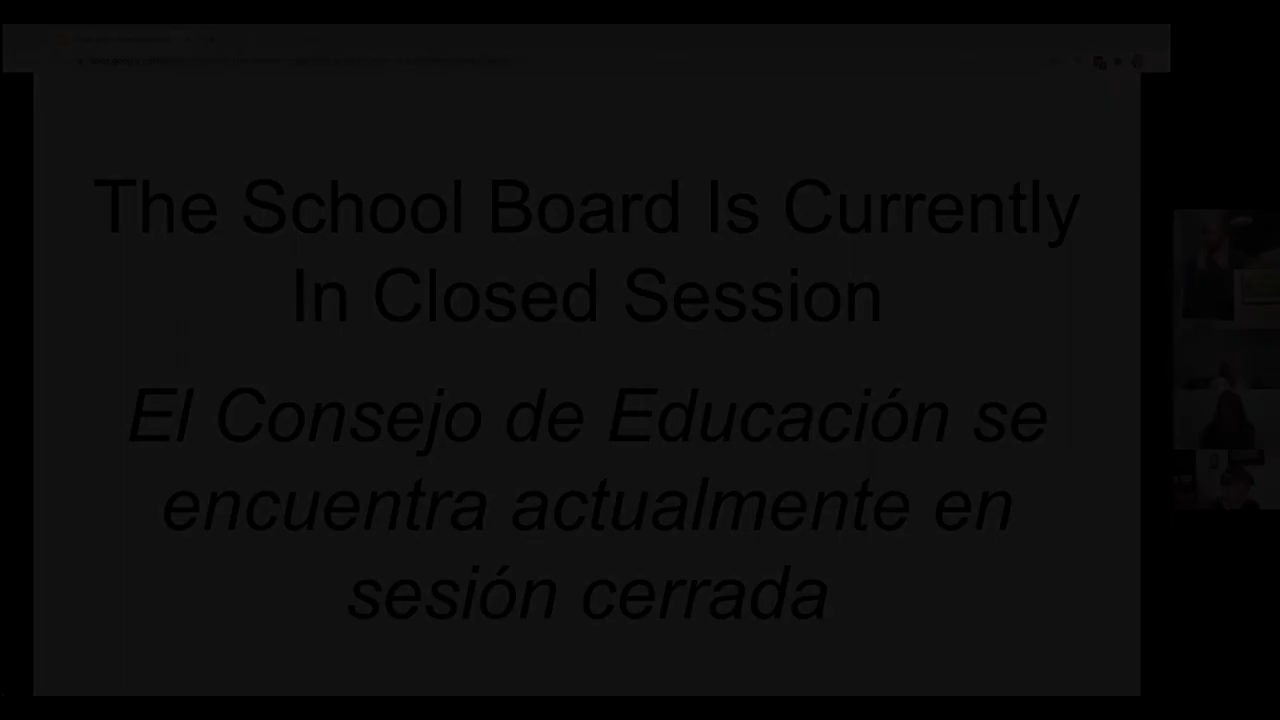 The School Board Is Currently
In Closed Session
El Consejo de Educación se
encuentra actualmente en
sesión cerrada